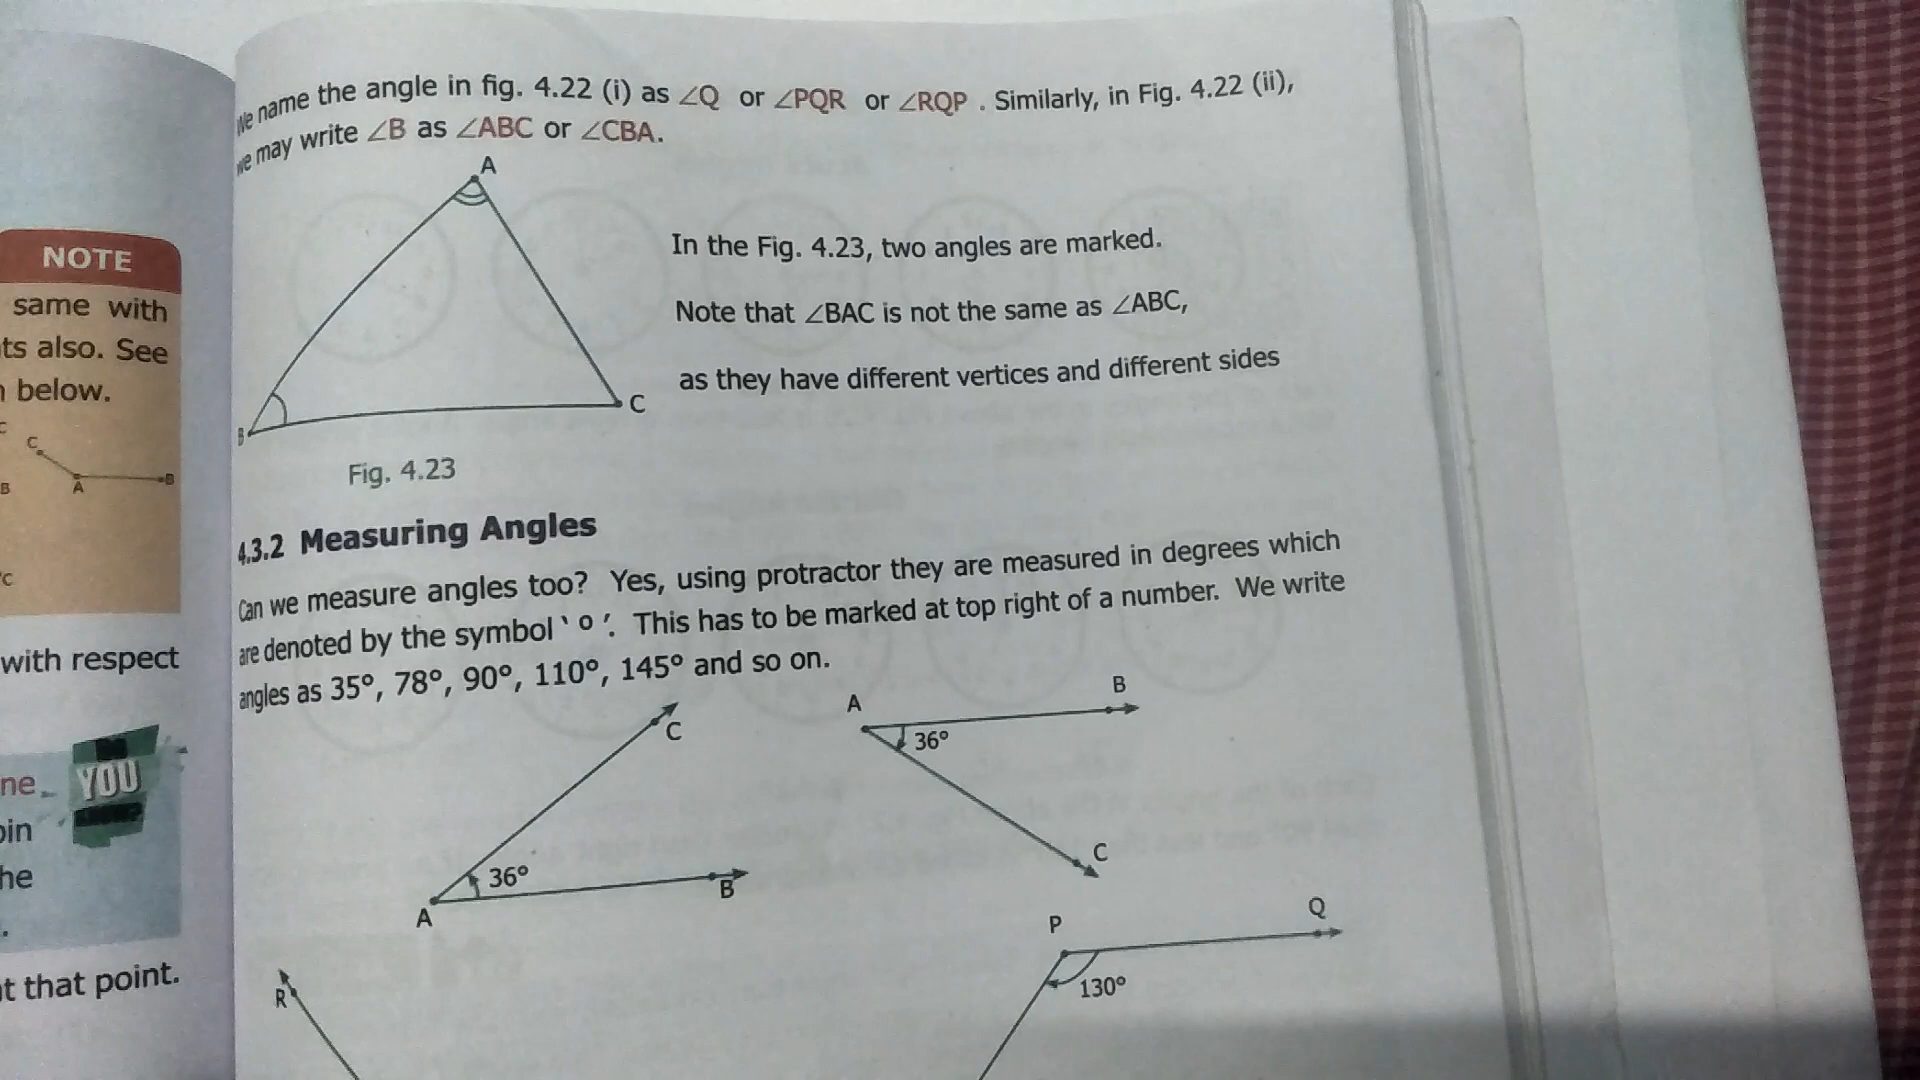 NOTE
same with
ts also. See
below.
C
B
A
B
C
with respect
ne
YOU
oin
he
.
t that point.
We name the angle in fig. 4.22 (i) as ∠Q or ∠PQR or ∠RQP . Similarly, in Fig. 4.22 (ii),
we may write ∠B as ∠ABC or ∠CBA.
A
B
C
In the Fig. 4.23, two angles are marked.
Note that ∠BAC is not the same as ∠ABC,
as they have different vertices and different sides
Fig. 4.23
4.3.2 Measuring Angles
Can we measure angles too? Yes, using protractor they are measured in degrees which
are denoted by the symbol ‘ o ’. This has to be marked at top right of a number. We write
angles as 35°, 78°, 90°, 110°, 145° and so on.
C
36°
A
B
A
B
36°
C
R
P
Q
130°